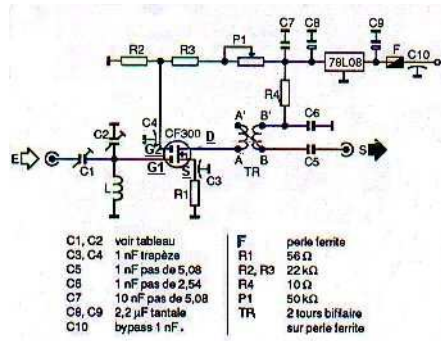 C7 C8 C9
P1
R2 R3
78L08
F C10
R4
C4
CF300
D
A' B'
C6
C2
G2
E
C1
G1
S
A B
C5
S
TR
C3
L
R1
C1, C2 voir tableau
C3, C4 1 nF trapèze
C5 1 nF pas de 5,08
C6 1 nF pas de 2,54
C7 10 nF pas de 5,08
C8, C9 2,2 µF tantale
C10 bypass 1 nF.
F perle ferrite
R1 56 Ω
R2, R3 22 kΩ
R4 10 Ω
P1 50 kΩ
TR 2 tours bifilaire
sur perle ferrite